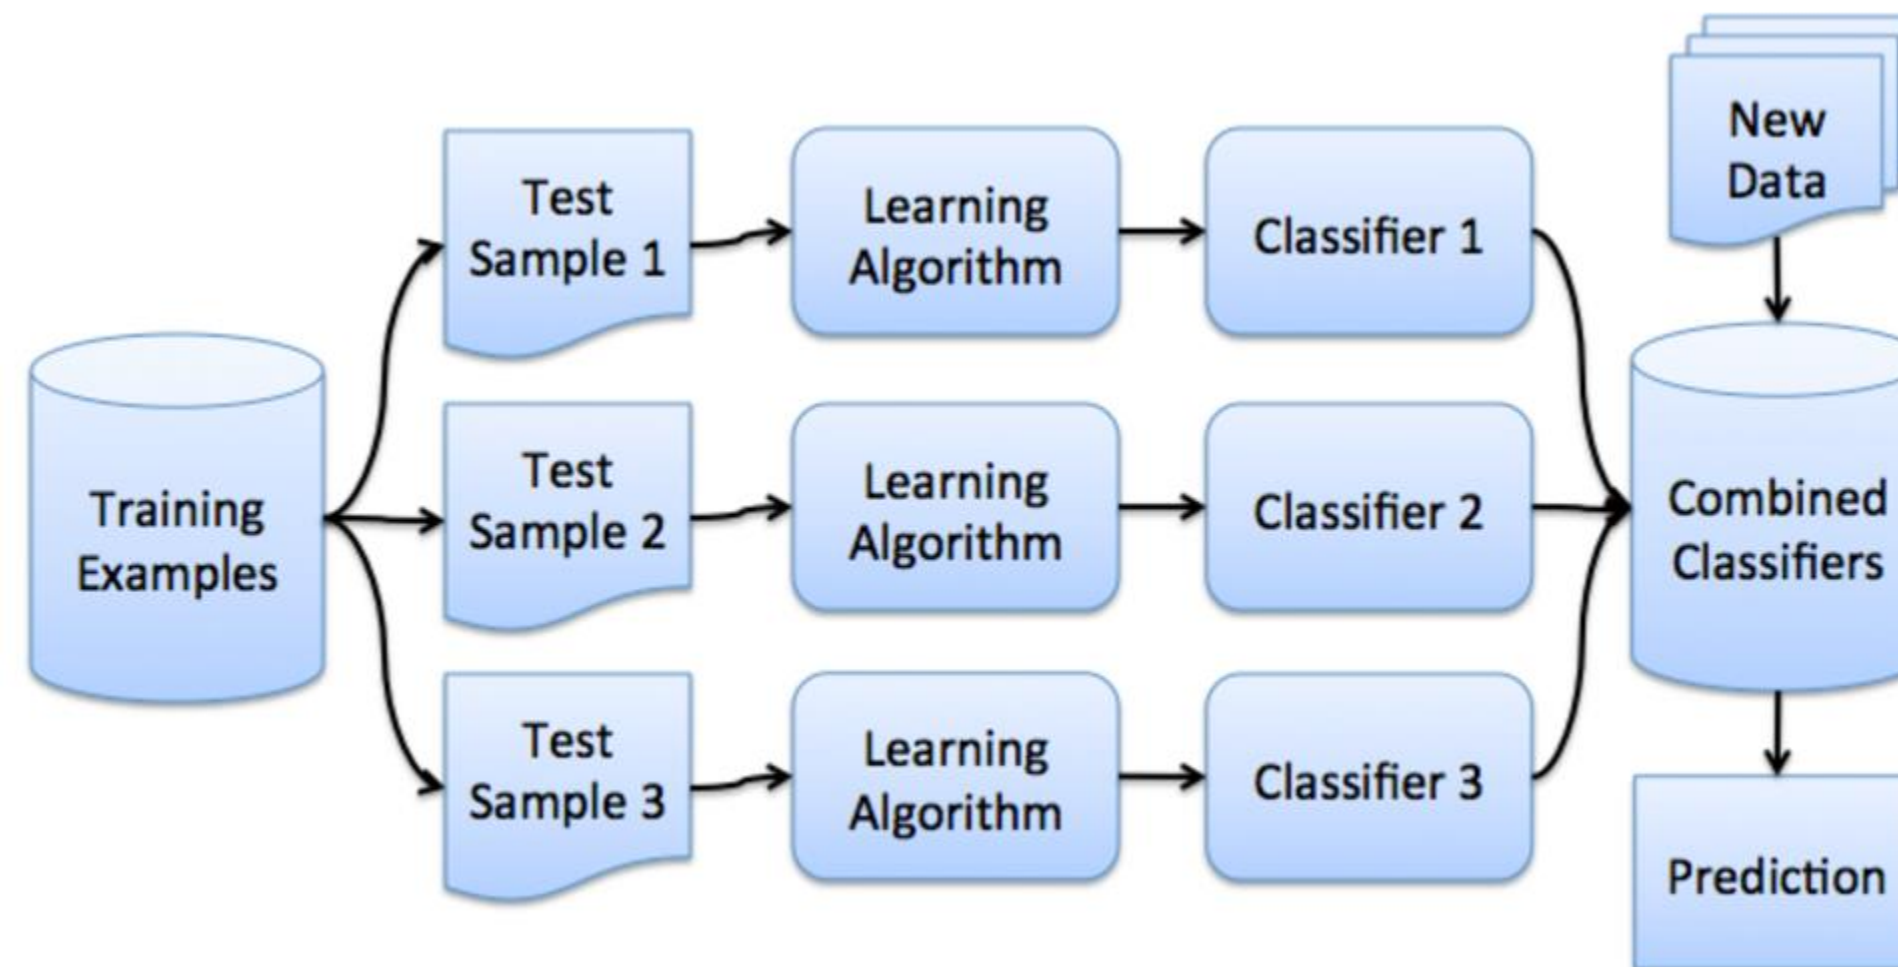 Training
Examples
Test
Sample 1
Learning
Algorithm
Classifier 1
Test
Sample 2
Learning
Algorithm
Classifier 2
Test
Sample 3
Learning
Algorithm
Classifier 3
New
Data
Combined
Classifiers
Prediction